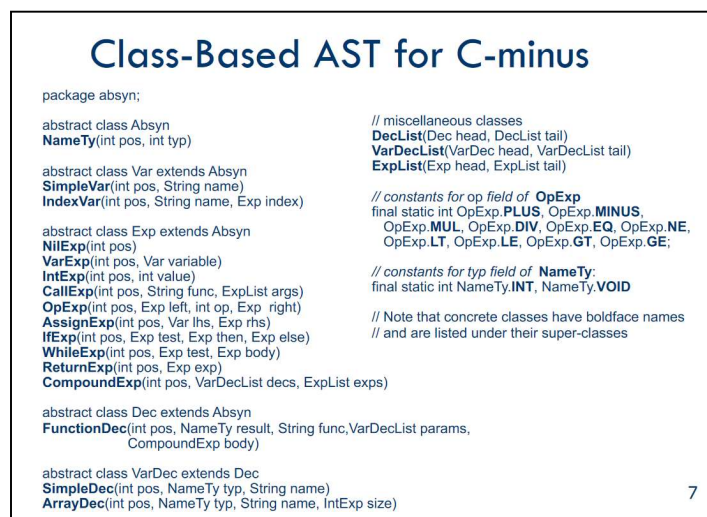 Class-Based AST for C-minus
package absyn;
abstract class Absyn
NameTy(int pos, int typ)
abstract class Var extends Absyn
SimpleVar(int pos, String name)
IndexVar(int pos, String name, Exp index)
abstract class Exp extends Absyn
NilExp(int pos)
VarExp(int pos, Var variable)
IntExp(int pos, int value)
CallExp(int pos, String func, ExpList args)
OpExp(int pos, Exp left, int op, Exp  right)
AssignExp(int pos, Var lhs, Exp rhs)
IfExp(int pos, Exp test, Exp then, Exp else)
WhileExp(int pos, Exp test, Exp body)
ReturnExp(int pos, Exp exp)
CompoundExp(int pos, VarDecList decs, ExpList exps)
abstract class Dec extends Absyn
FunctionDec(int pos, NameTy result, String func,VarDecList params,
CompoundExp body)
abstract class VarDec extends Dec
SimpleDec(int pos, NameTy typ, String name)
ArrayDec(int pos, NameTy typ, String name, IntExp size)
// miscellaneous classes
DecList(Dec head, DecList tail)
VarDecList(VarDec head, VarDecList tail)
ExpList(Exp head, ExpList tail)
// constants for op field of OpExp
final static int OpExp.PLUS, OpExp.MINUS,
OpExp.MUL, OpExp.DIV, OpExp.EQ, OpExp.NE,
OpExp.LT, OpExp.LE, OpExp.GT, OpExp.GE;
// constants for typ field of NameTy:
final static int NameTy.INT, NameTy.VOID
// Note that concrete classes have boldface names
// and are listed under their super-classes
7